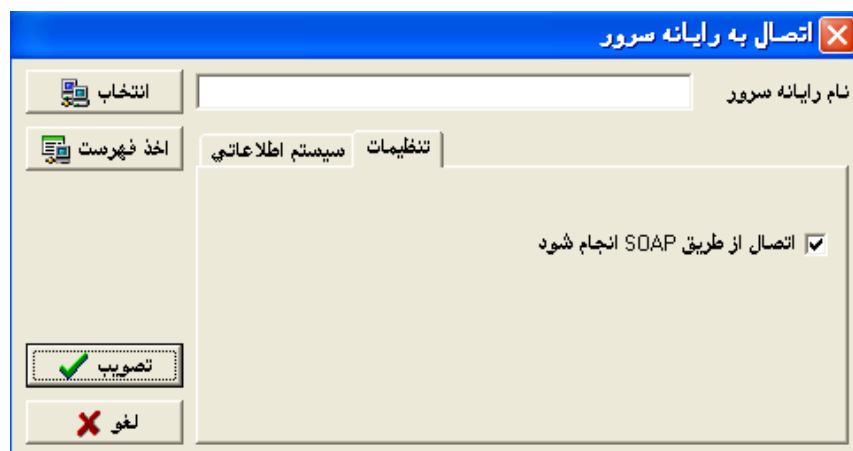 اتصال به رایانه سرور
نام رایانه سرور
انتخاب
اخذ فهرست
تنظیمات
سیستم اطلاعاتي
اتصال از طریق SOAP انجام شود
تصویب
لغو